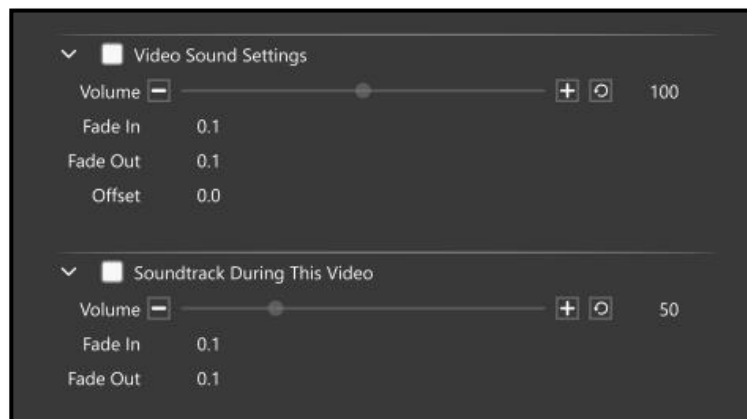 Video Sound Settings
Volume 100
Fade In 0.1
Fade Out 0.1
Offset 0.0
Soundtrack During This Video
Volume 50
Fade In 0.1
Fade Out 0.1